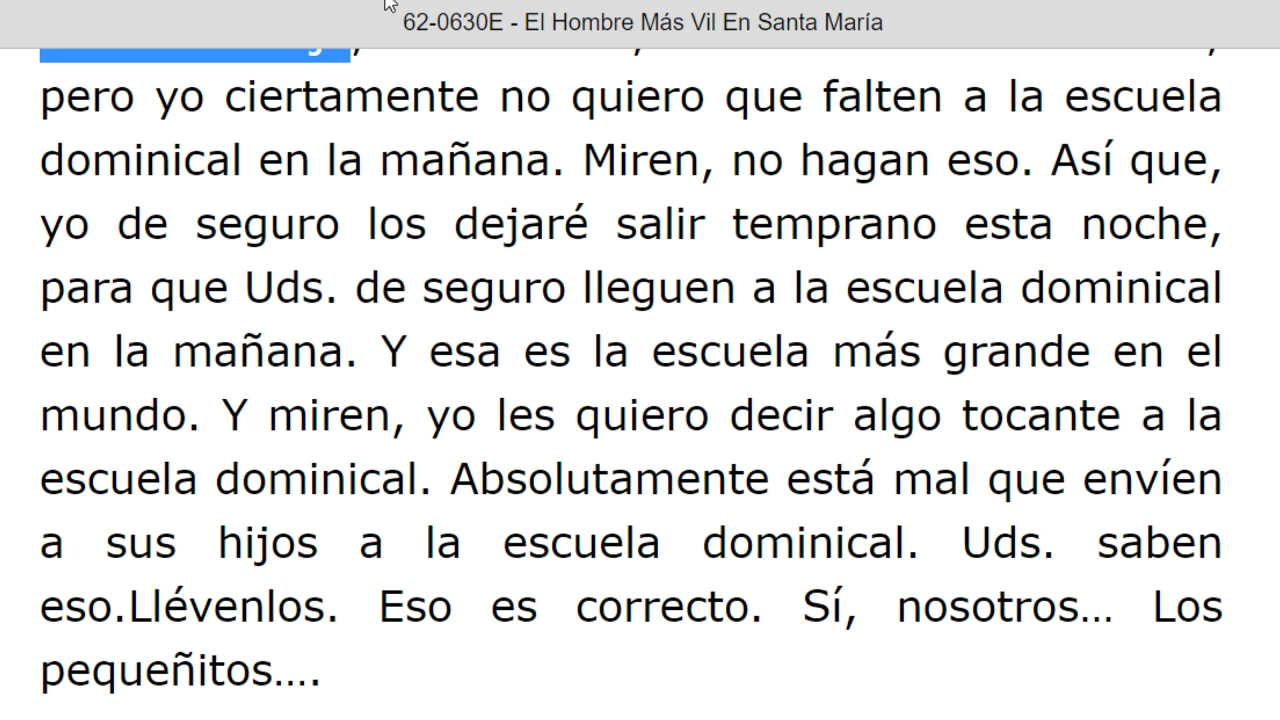 62-0630E - El Hombre Más Vil En Santa María
pero yo ciertamente no quiero que falten a la escuela
dominical en la mañana. Miren, no hagan eso. Así que,
yo de seguro los dejaré salir temprano esta noche,
para que Uds. de seguro lleguen a la escuela dominical
en la mañana. Y esa es la escuela más grande en el
mundo. Y miren, yo les quiero decir algo tocante a la
escuela dominical. Absolutamente está mal que envíen
a sus hijos a la escuela dominical. Uds. saben
eso.Llévenlos. Eso es correcto. Sí, nosotros… Los
pequeñitos….